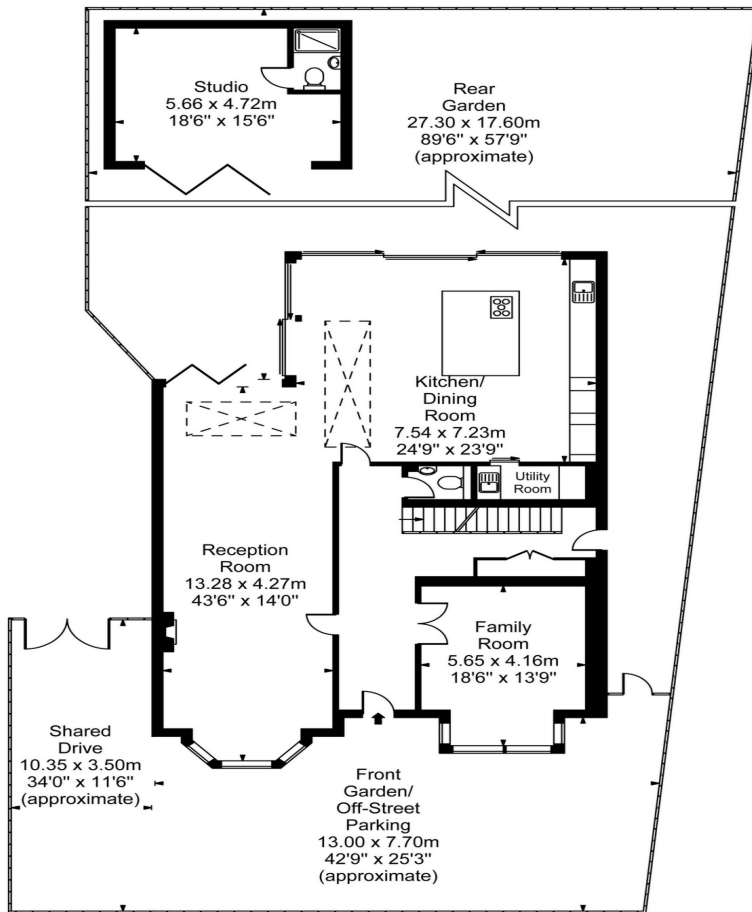 Studio
5.66 x 4.72m
18'6" x 15'6"
Rear
Garden
27.30 x 17.60m
89'6" x 57'9"
(approximate)
Kitchen/
Dining
Room
7.54 x 7.23m
24'9" x 23'9"
Utility
Room
Reception
Room
13.28 x 4.27m
43'6" x 14'0"
Family
Room
5.65 x 4.16m
18'6" x 13'9"
Shared
Drive
10.35 x 3.50m
34'0" x 11'6"
(approximate)
Front
Garden/
Off-Street
Parking
13.00 x 7.70m
42'9" x 25'3"
(approximate)